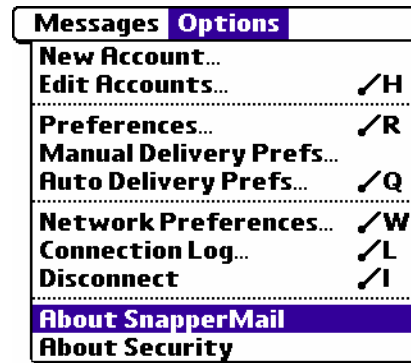 Messages Options
New Account...
Edit Accounts... /H
Preferences... /R
Manual Delivery Prefs...
Auto Delivery Prefs... /Q
Network Preferences... /W
Connection Log... /L
Disconnect /I
About SnapperMail
About Security